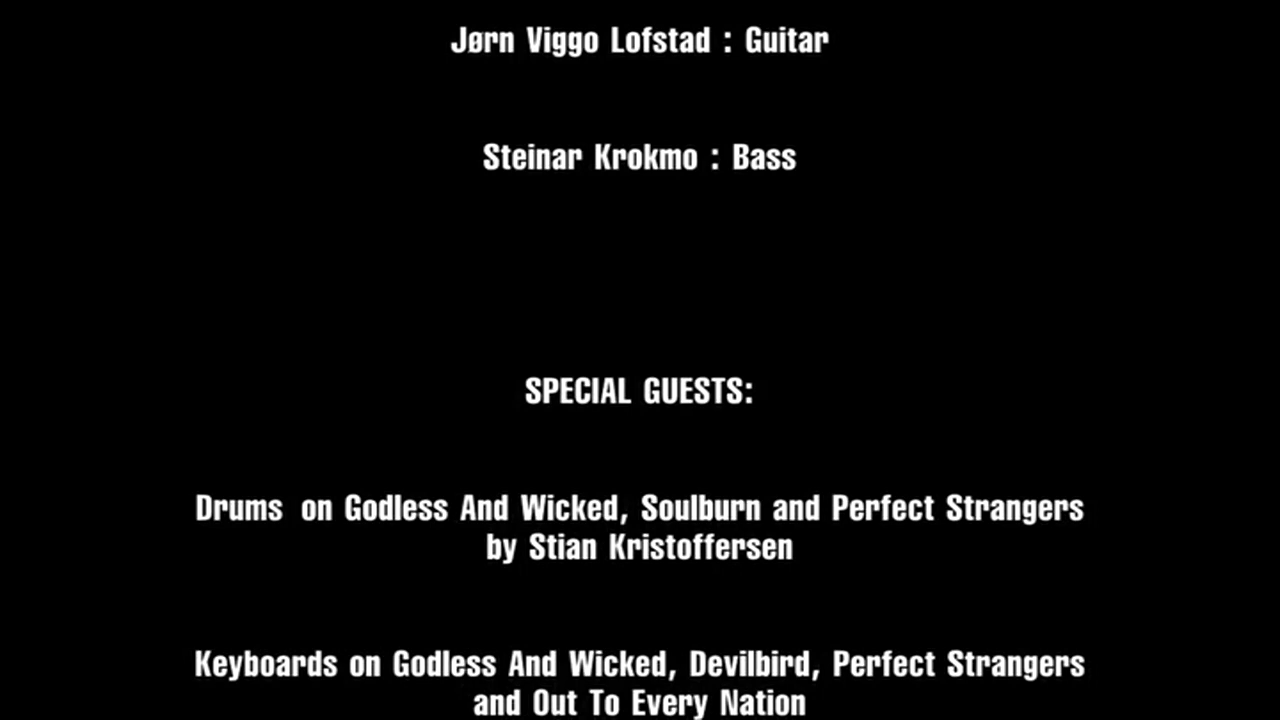 Jørn Viggo Lofstad : Guitar
Steinar Krokmo : Bass
SPECIAL GUESTS:
Drums on Godless And Wicked, Soulburn and Perfect Strangers
by Stian Kristoffersen
Keyboards on Godless And Wicked, Devilbird, Perfect Strangers
and Out To Every Nation